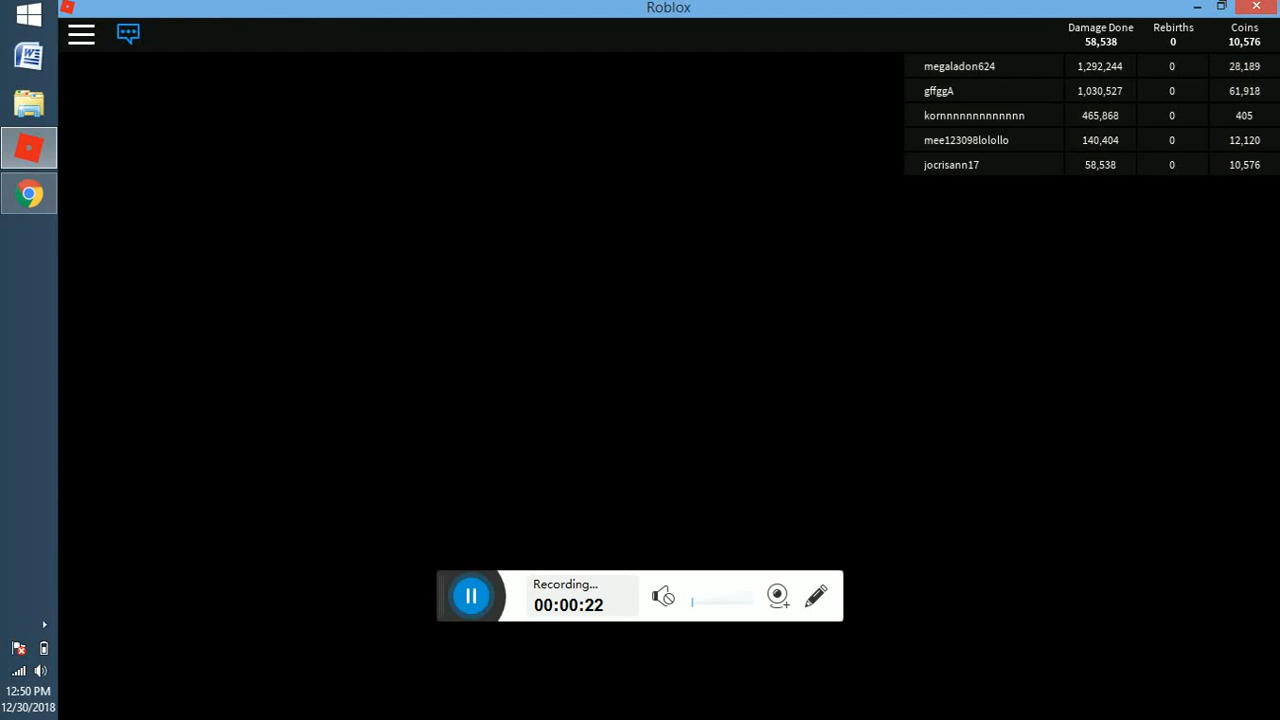 Roblox
Damage Done Rebirths Coins
58,538 0 10,576
megaladon624 1,292,244 0 28,189
gffggA 1,030,527 0 61,918
kornnnnnnnnnnnnn 465,868 0 405
mee123098lolollo 140,404 0 12,120
jocrisann17 58,538 0 10,576
Recording...
00:00:22
12:50 PM
12/30/2018